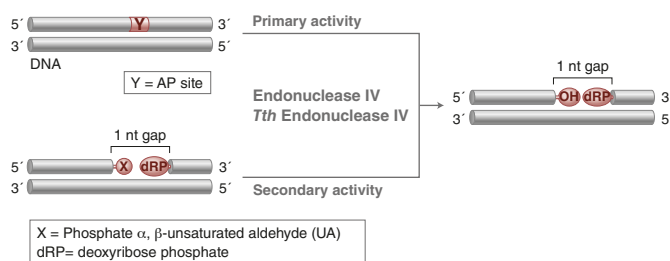 5´ Y 3´ Primary activity
3´ 5´
DNA
Y = AP site
1 nt gap
5´ OH dRP 3
3´ 5
Endonuclease IV
Tth Endonuclease IV
1 nt gap
5´ X dRP 3´
3´ 5´ Secondary activity
X = Phosphate α, β-unsaturated aldehyde (UA)
dRP= deoxyribose phosphate